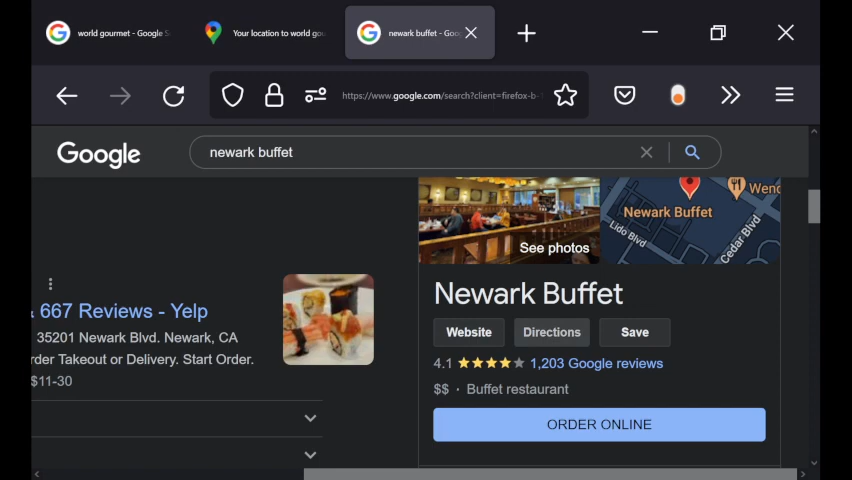 world gourmet - Google S
Your location to world gou
newark buffet - Goo
https://www.google.com/search?client=firefox-b-1
Google
newark buffet
See photos
Newark Buffet
Wend
Lido Blvd
Cedar Blvd
Newark Buffet
Website
Directions
Save
4.1 1,203 Google reviews
$$ · Buffet restaurant
ORDER ONLINE
& 667 Reviews - Yelp
35201 Newark Blvd. Newark, CA
rder Takeout or Delivery. Start Order.
$11-30